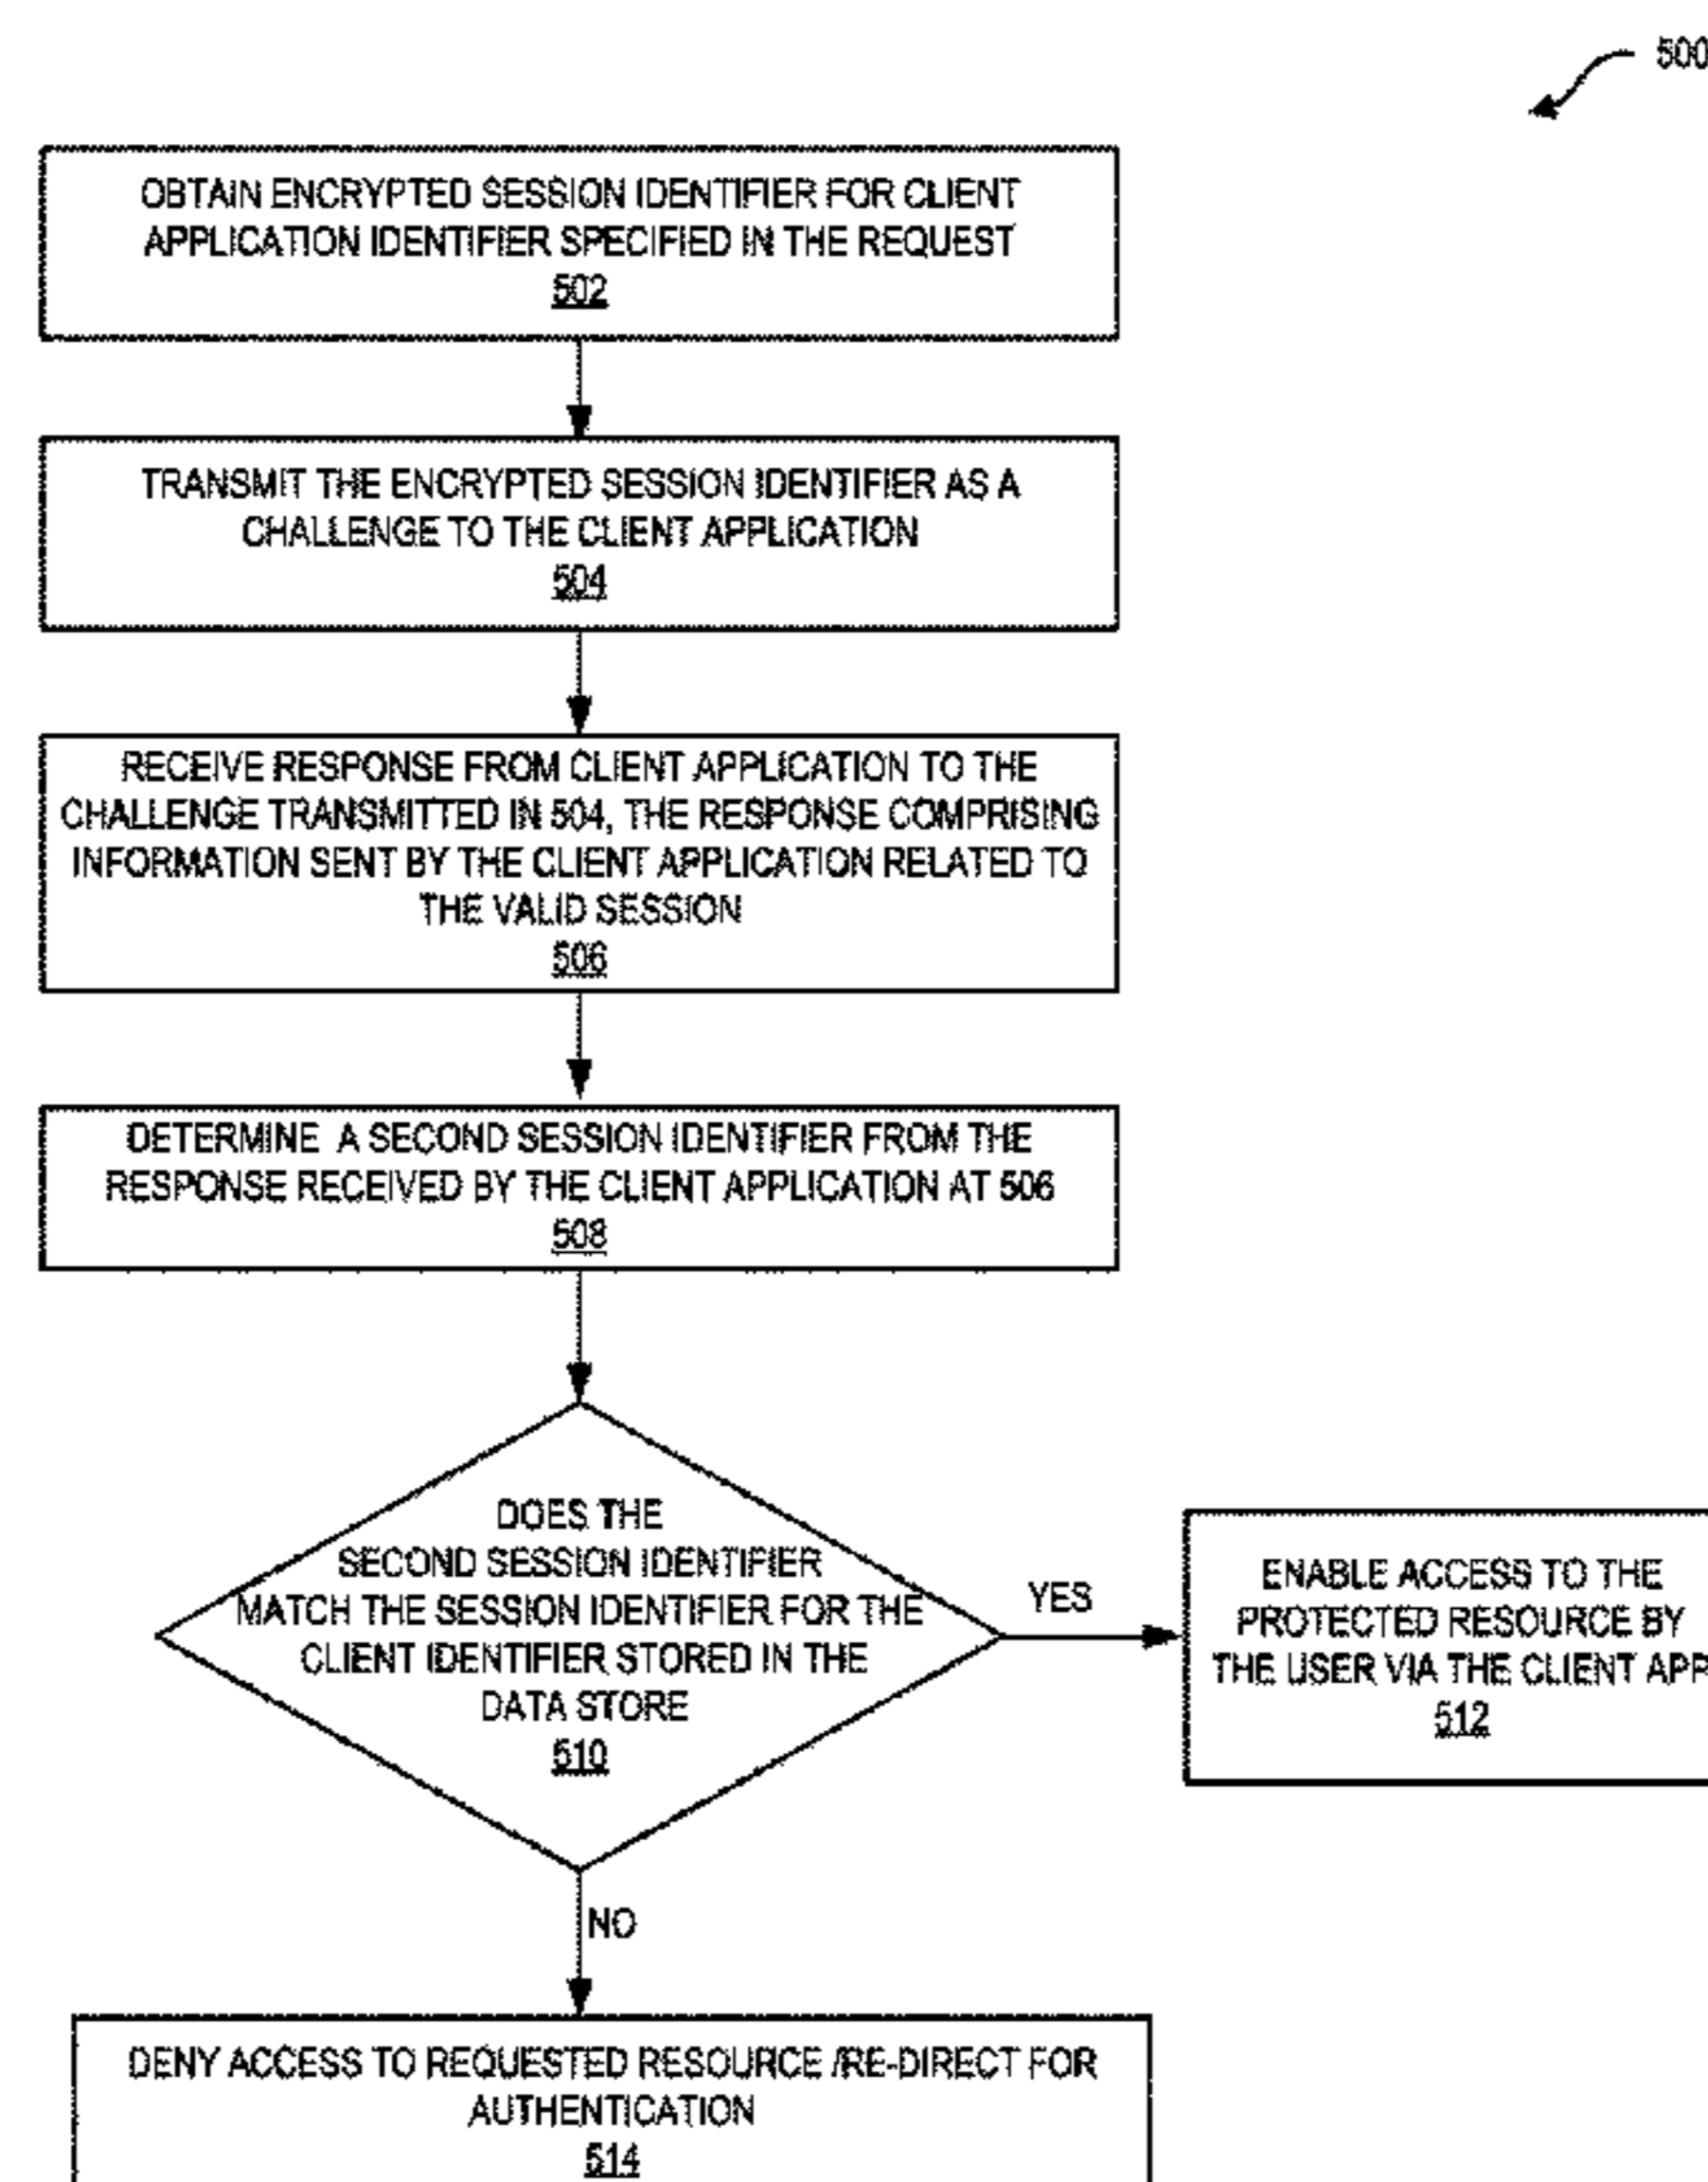 500
OBTAIN ENCRYPTED SESSION IDENTIFIER FOR CLIENT
APPLICATION IDENTIFIER SPECIFIED IN THE REQUEST
502
TRANSMIT THE ENCRYPTED SESSION IDENTIFIER AS A
CHALLENGE TO THE CLIENT APPLICATION
504
RECEIVE RESPONSE FROM CLIENT APPLICATION TO THE
CHALLENGE TRANSMITTED IN 504, THE RESPONSE COMPRISING
INFORMATION SENT BY THE CLIENT APPLICATION RELATED TO
THE VALID SESSION
506
DETERMINE A SECOND SESSION IDENTIFIER FROM THE
RESPONSE RECEIVED BY THE CLIENT APPLICATION AT 506
508
DOES THE
SECOND SESSION IDENTIFIER
MATCH THE SESSION IDENTIFIER FOR THE
CLIENT IDENTIFIER STORED IN THE
DATA STORE
510
YES
ENABLE ACCESS TO THE
PROTECTED RESOURCE BY
THE USER VIA THE CLIENT APP
512
NO
DENY ACCESS TO REQUESTED RESOURCE /RE-DIRECT FOR
AUTHENTICATION
514